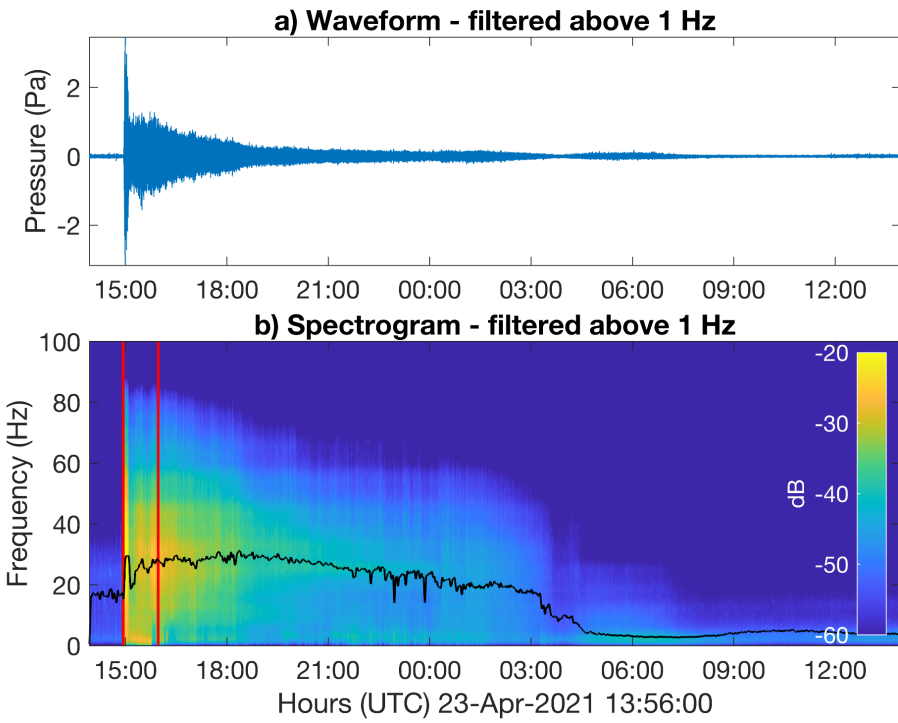 a) Waveform - filtered above 1 Hz
Pressure (Pa)
2
0
-2
15:00 18:00 21:00 00:00 03:00 06:00 09:00 12:00
b) Spectrogram - filtered above 1 Hz
Frequency (Hz)
100
80
60
40
20
0
dB
-20
-30
-40
-50
-60
15:00 18:00 21:00 00:00 03:00 06:00 09:00 12:00
Hours (UTC) 23-Apr-2021 13:56:00